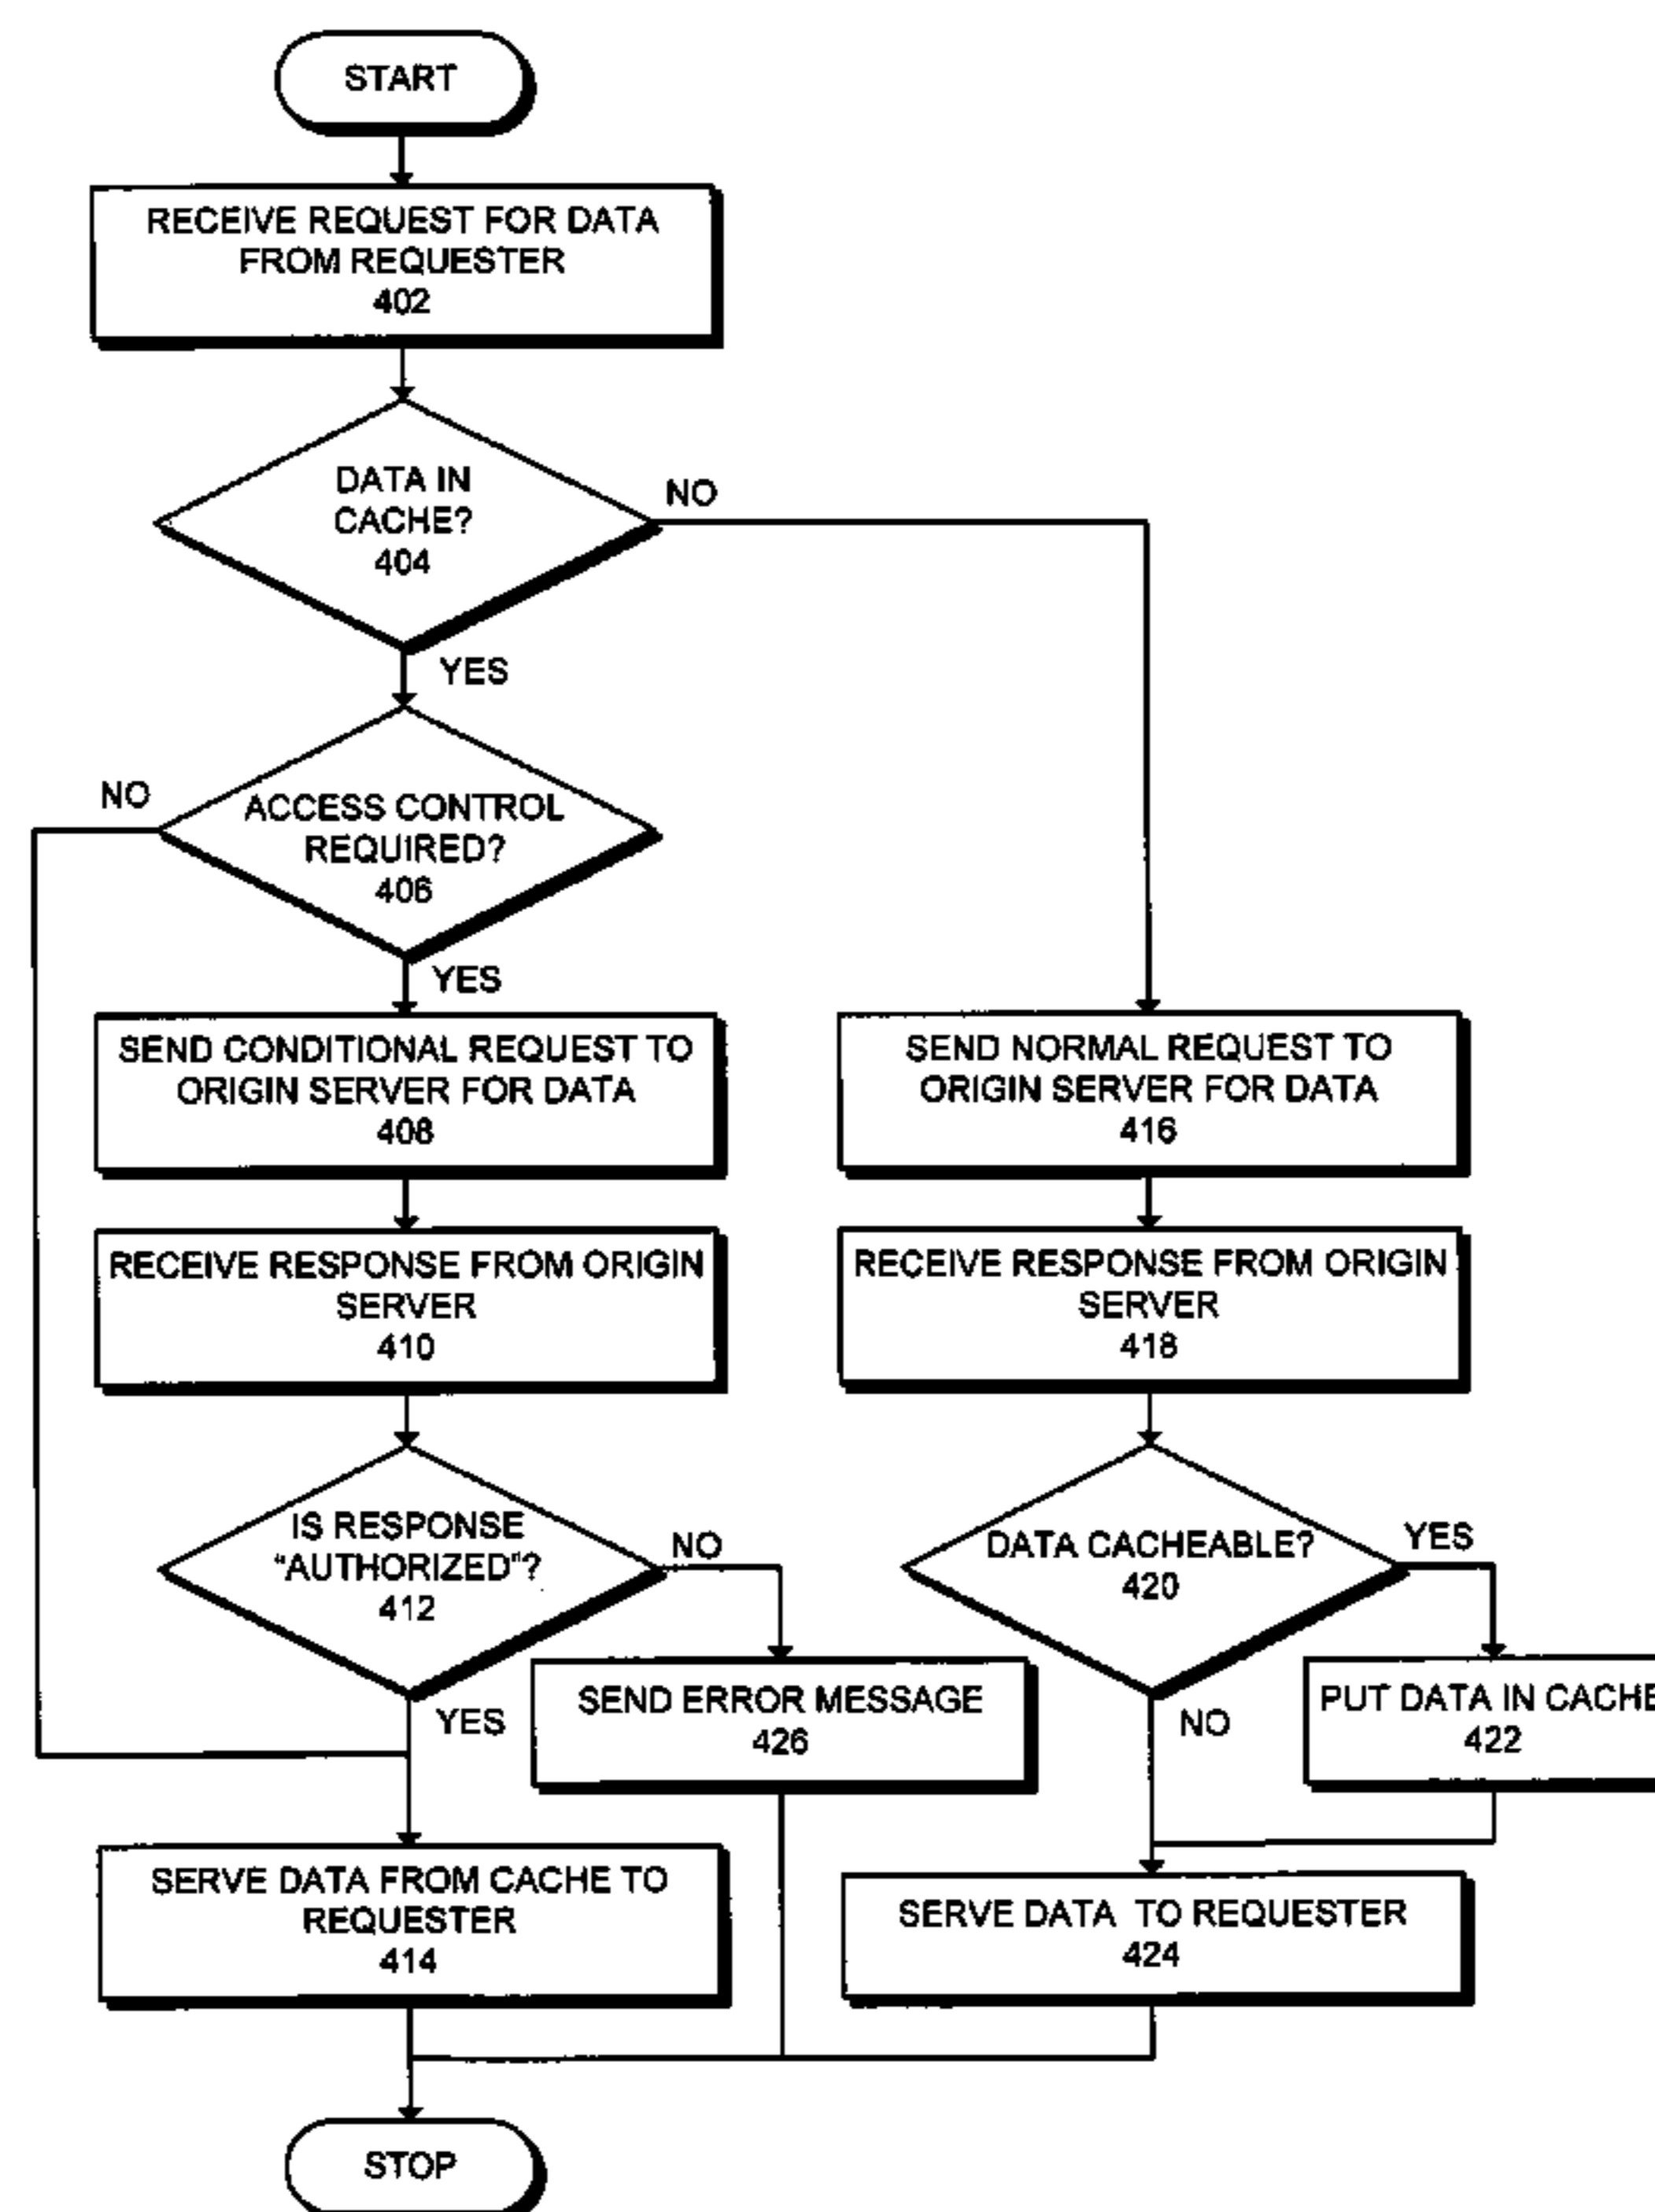 START
RECEIVE REQUEST FOR DATA
FROM REQUESTER
402
DATA IN
CACHE?
404
NO
YES
NO
ACCESS CONTROL
REQUIRED?
406
YES
SEND CONDITIONAL REQUEST TO
ORIGIN SERVER FOR DATA
408
SEND NORMAL REQUEST TO
ORIGIN SERVER FOR DATA
416
RECEIVE RESPONSE FROM ORIGIN
SERVER
410
RECEIVE RESPONSE FROM ORIGIN
SERVER
418
IS RESPONSE
"AUTHORIZED"?
412
NO
YES
DATA CACHEABLE?
420
YES
NO
SEND ERROR MESSAGE
426
PUT DATA IN CACHE
422
SERVE DATA FROM CACHE TO
REQUESTER
414
SERVE DATA TO REQUESTER
424
STOP